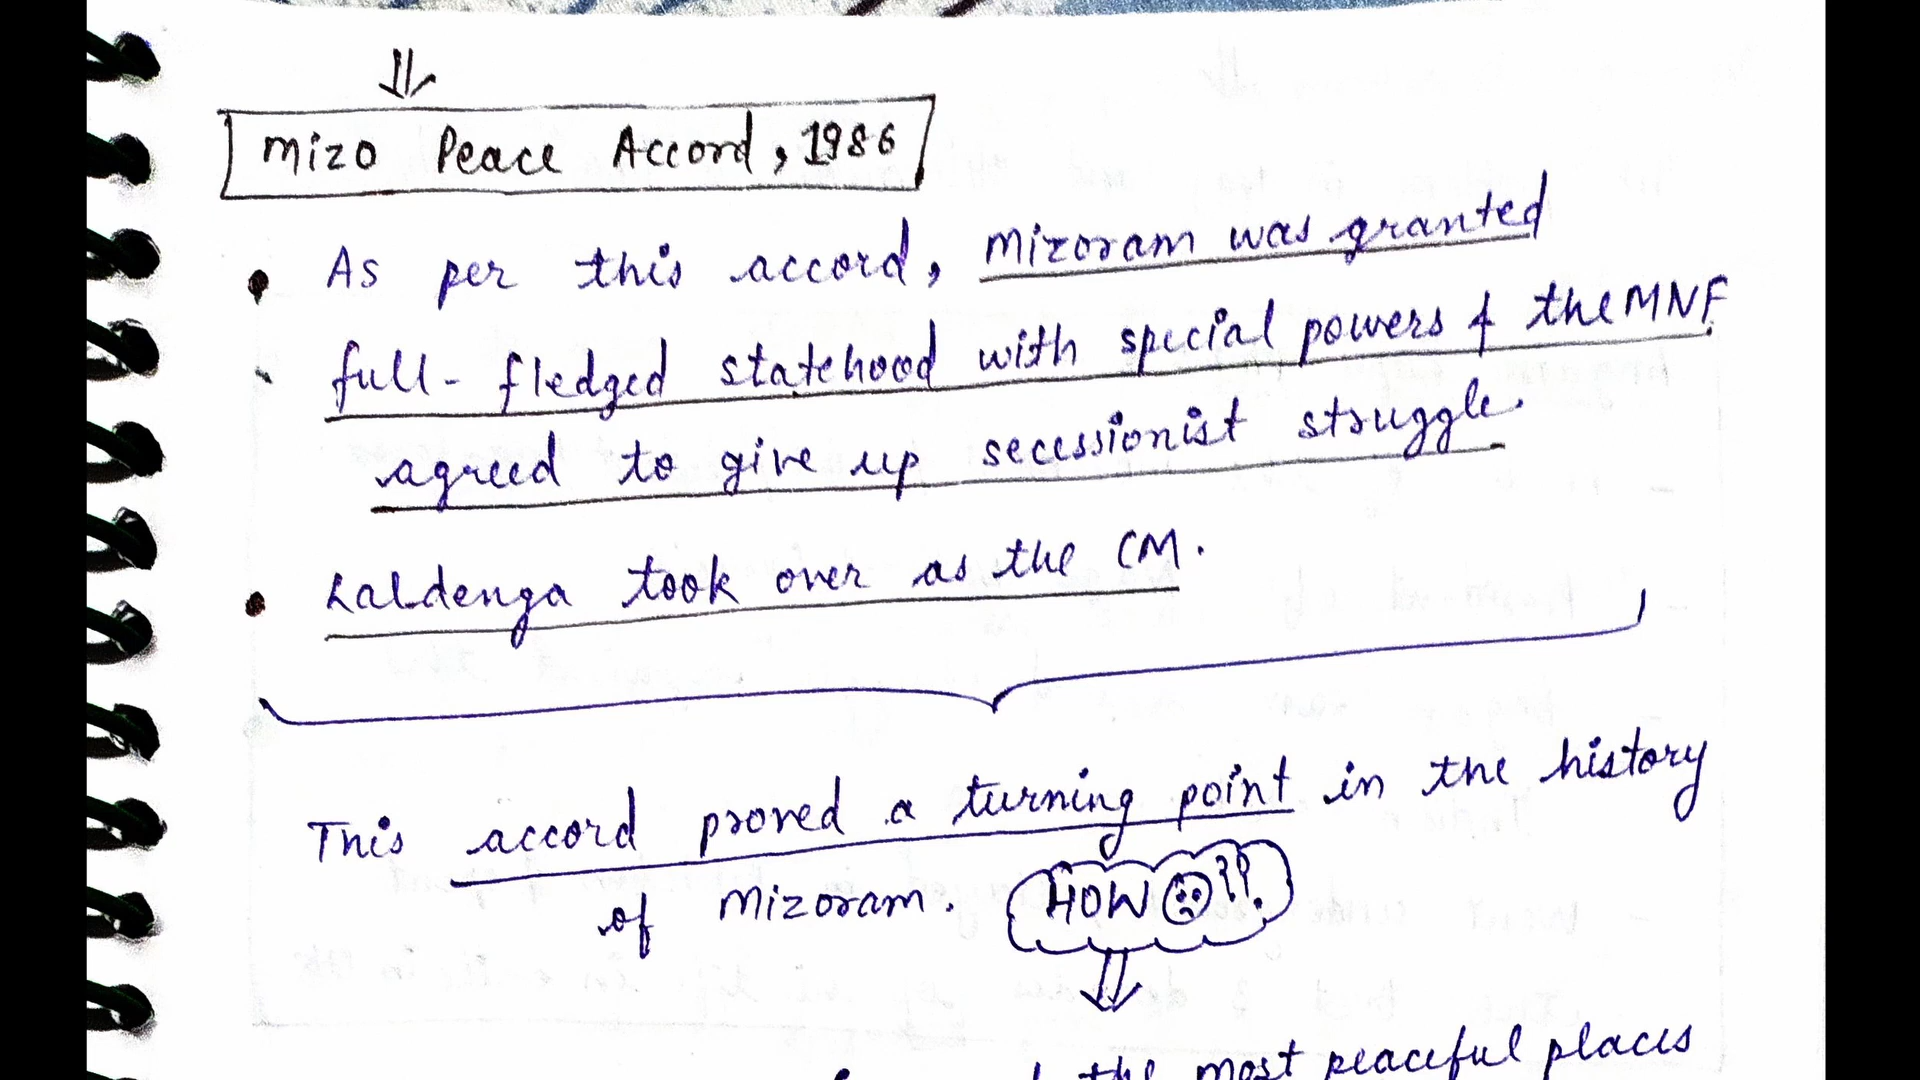 Mizo Peace Accord, 1986
• As per this accord, Mizoram was granted
full-fledged statehood with special powers & the MNF
agreed to give up secessionist struggle.
• Laldenga took over as the CM.
This accord proved a turning point in the history
of Mizoram. HOW ??
the most peaceful places